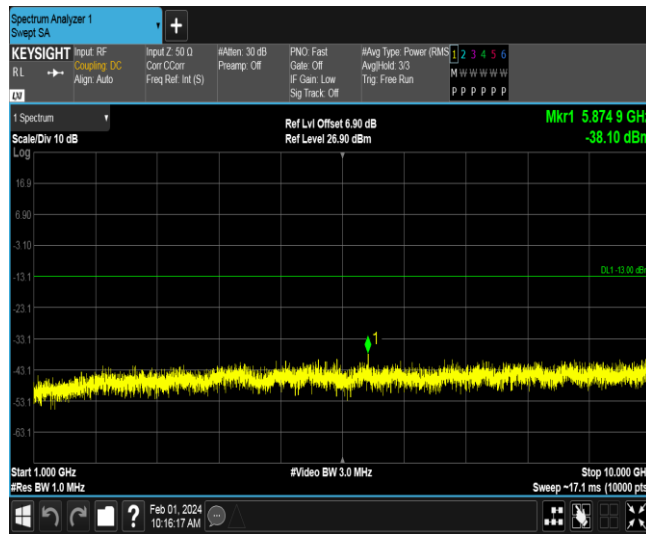 Spectrum Analyzer 1
Swept SA
+
KEYSIGHT
RL
LXI
Input: RF
Coupling: DC
Align: Auto
Input Z: 50 Ω
Corr CCorr
Freq Ref: Int (S)
#Atten: 30 dB
Preamp: Off
PNO: Fast
Gate: Off
IF Gain: Low
Sig Track: Off
#Avg Type: Power (RMS
Avg|Hold: 3/3
Trig: Free Run
1 2 3 4 5 6
M W W W W W
P P P P P P
1 Spectrum
Scale/Div 10 dB
Log
Ref Lvl Offset 6.90 dB
Ref Level 26.90 dBm
Mkr1 5.874 9 GHz
-38.10 dBm
16.9
6.90
-3.10
-13.1
DL1 -13.00 dBm
-23.1
-33.1
1
-43.1
-53.1
-63.1
Start 1.000 GHz
#Video BW 3.0 MHz
Stop 10.000 GHz
#Res BW 1.0 MHz
Sweep ~17.1 ms (10000 pts)
?
Feb 01, 2024
10:16:17 AM